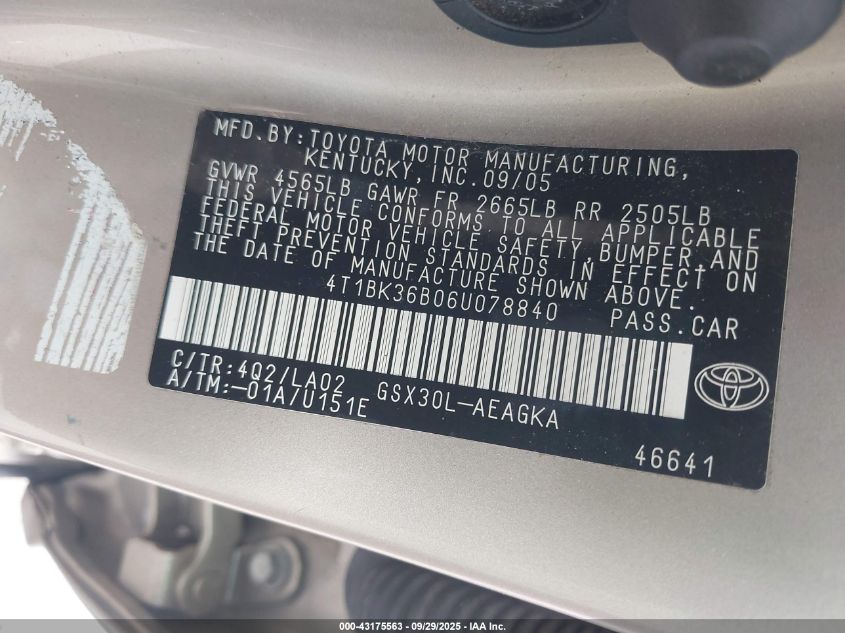 MFD.BY:TOYOTA MOTOR MANUFACTURING,
KENTUCKY,INC.09/05
GVWR 4565LB GAWR FR 2665LB RR 2505LB
THIS VEHICLE CONFORMS TO ALL APPLICABLE
FEDERAL MOTOR VEHICLE SAFETY,BUMPER AND
THEFT PREVENTION STANDARDS IN EFFECT ON
THE DATE OF MANUFACTURE SHOWN ABOVE.
4T1BK36B06U078840 PASS.CAR
C/TR:4Q2/LA02 GSX30L-AEAGKA
A/TM:-01A/U151E
46641
000-43175563 - 09/29/2025 - IAA Inc.